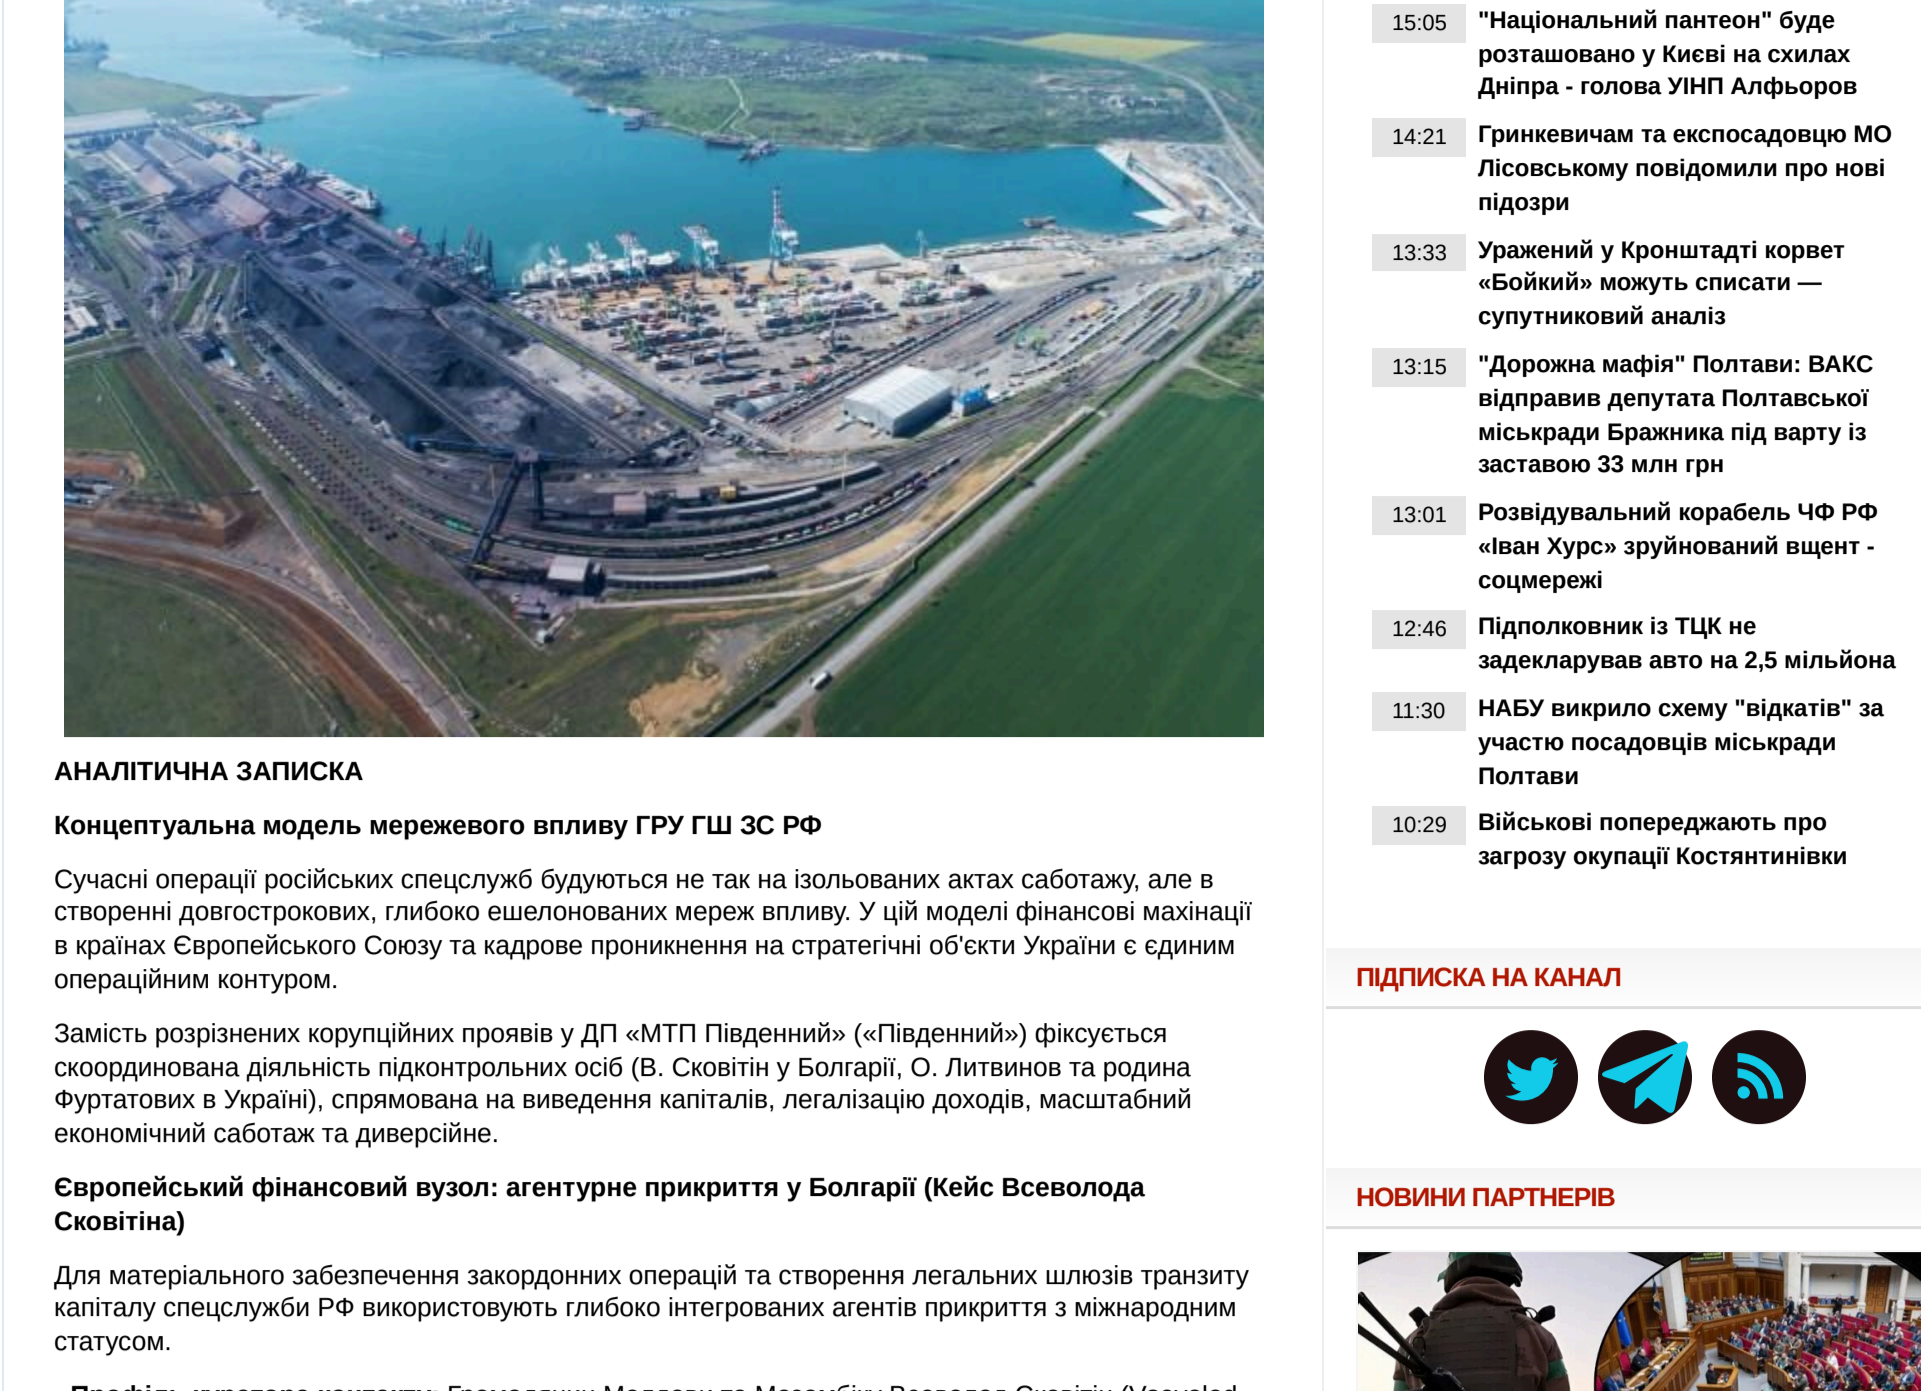 АНАЛІТИЧНА ЗАПИСКА
Концептуальна модель мережевого впливу ГРУ ГШ ЗС РФ
Сучасні операції російських спецслужб будуються не так на ізольованих актах саботажу, але в
створенні довгострокових, глибоко ешелонованих мереж впливу. У цій моделі фінансові махінації
в країнах Європейського Союзу та кадрове проникнення на стратегічні об'єкти України є єдиним
операційним контуром.
Замість розрізнених корупційних проявів у ДП «МТП Південний» («Південний») фіксується
скоординована діяльність підконтрольних осіб (В. Сковітін у Болгарії, О. Литвинов та родина
Фуртатових в Україні), спрямована на виведення капіталів, легалізацію доходів, масштабний
економічний саботаж та диверсійне.
Європейський фінансовий вузол: агентурне прикриття у Болгарії (Кейс Всеволода
Сковітіна)
Для матеріального забезпечення закордонних операцій та створення легальних шлюзів транзиту
капіталу спецслужби РФ використовують глибоко інтегрованих агентів прикриття з міжнародним
статусом.
15:05
"Національний пантеон" буде
розташовано у Києві на схилах
Дніпра - голова УІНП Алфьоров
14:21
Гринкевичам та експосадовцю МО
Лісовському повідомили про нові
підозри
13:33
Уражений у Кронштадті корвет
«Бойкий» можуть списати —
супутниковий аналіз
13:15
"Дорожна мафія" Полтави: ВАКС
відправив депутата Полтавської
міськради Бражника під варту із
заставою 33 млн грн
13:01
Розвідувальний корабель ЧФ РФ
«Іван Хурс» зруйнований вщент -
соцмережі
12:46
Підполковник із ТЦК не
задекларував авто на 2,5 мільйона
11:30
НАБУ викрило схему "відкатів" за
участю посадовців міськради
Полтави
10:29
Військові попереджають про
загрозу окупації Костянтинівки
ПІДПИСКА НА КАНАЛ
НОВИНИ ПАРТНЕРІВ